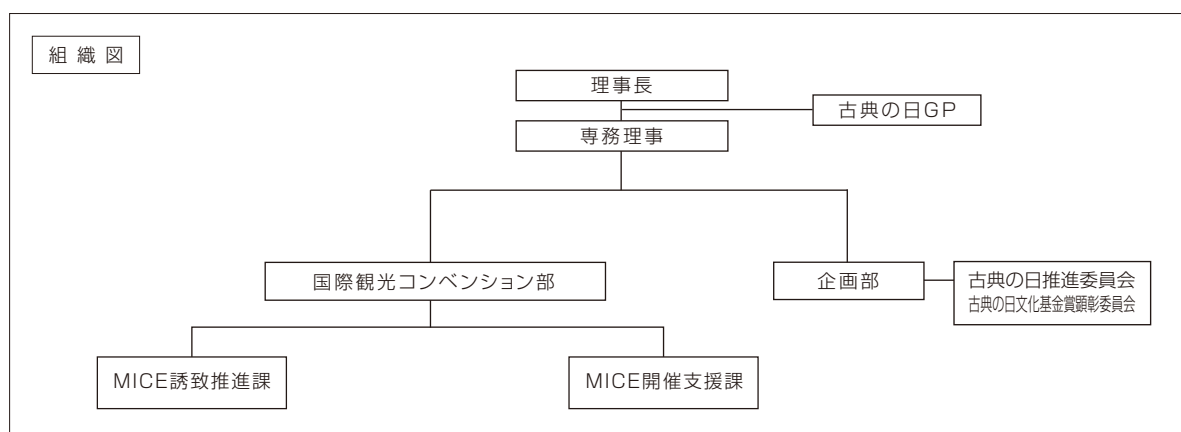 組織図
理事長
古典の日GP
専務理事
国際観光コンベンション部
企画部
古典の日推進委員会
古典の日文化基金賞顕彰委員会
MICE誘致推進課
MICE開催支援課